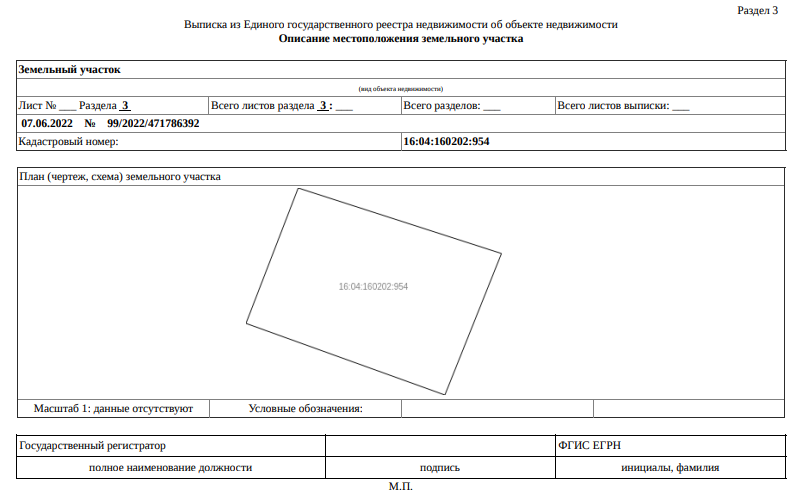 Раздел 3
Выписка из Единого государственного реестра недвижимости об объекте недвижимости
Описание местоположения земельного участка
Земельный участок
(вид объекта недвижимости)
Лист № ___ Раздела 3 Всего листов раздела 3 : ___ Всего разделов: ___ Всего листов выписки: ___
07.06.2022 № 99/2022/471786392
Кадастровый номер: 16:04:160202:954
План (чертеж, схема) земельного участка
16:04:160202:954
Масштаб 1: данные отсутствуют Условные обозначения:
Государственный регистратор ФГИС ЕГРН
полное наименование должности подпись инициалы, фамилия
М.П.